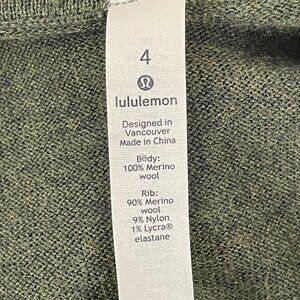 4
lululemon
Designed in
Vancouver
Made in China
Body:
100% Merino
wool
Rib:
90% Merino
wool
9% Nylon
1% Lycra®
elastane